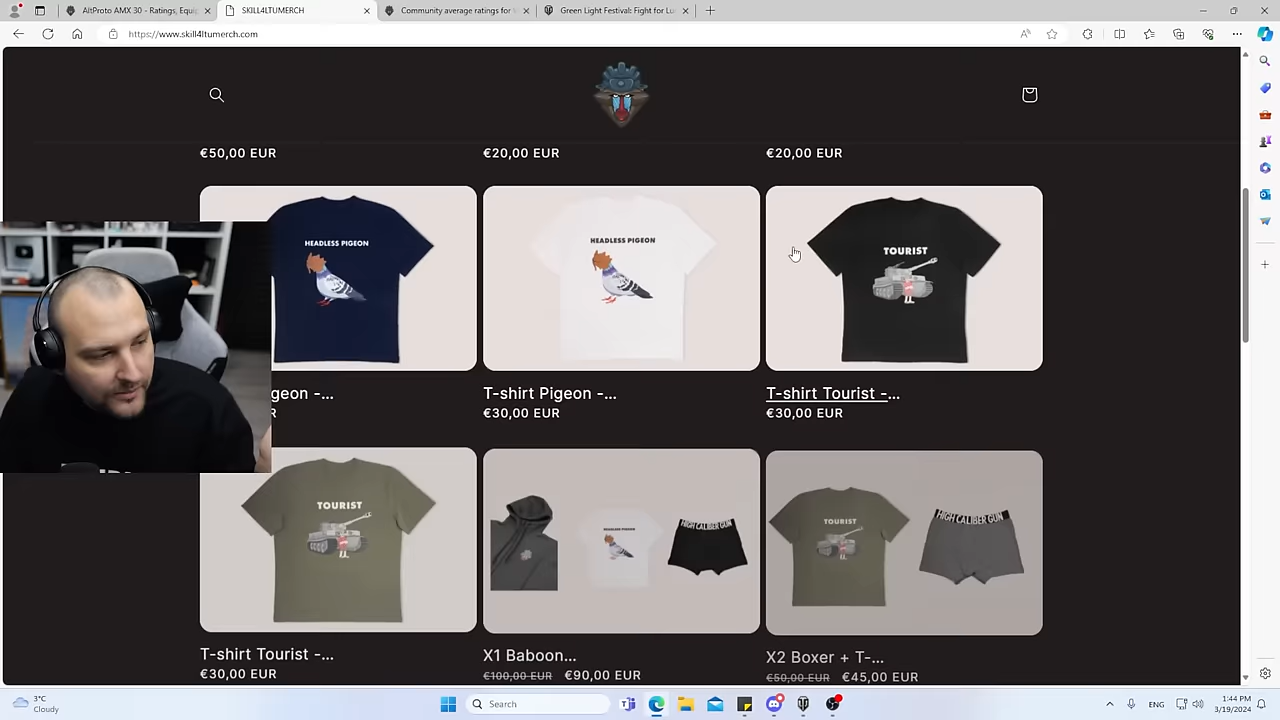 AltProto AMX 30 - Ratings, Equip
SKILL4LTUMERCH
Community average ratings for
Green Light Festival: Fight for Lu
https://www.skill4ltumerch.com
€50,00 EUR
€20,00 EUR
€20,00 EUR
HEADLESS PIGEON
HEADLESS PIGEON
TOURIST
geon -...
T-shirt Pigeon -...
T-shirt Tourist -...
€30,00 EUR
€30,00 EUR
TOURIST
HEADLESS PIGEON
HIGH CALIBER GUN
TOURIST
HIGH CALIBER GUN
T-shirt Tourist -...
X1 Baboon...
X2 Boxer + T-...
€30,00 EUR
€100,00 EUR €90,00 EUR
€50,00 EUR €45,00 EUR
3°C
Cloudy
Search
ENG
1:44 PM
3/19/2024